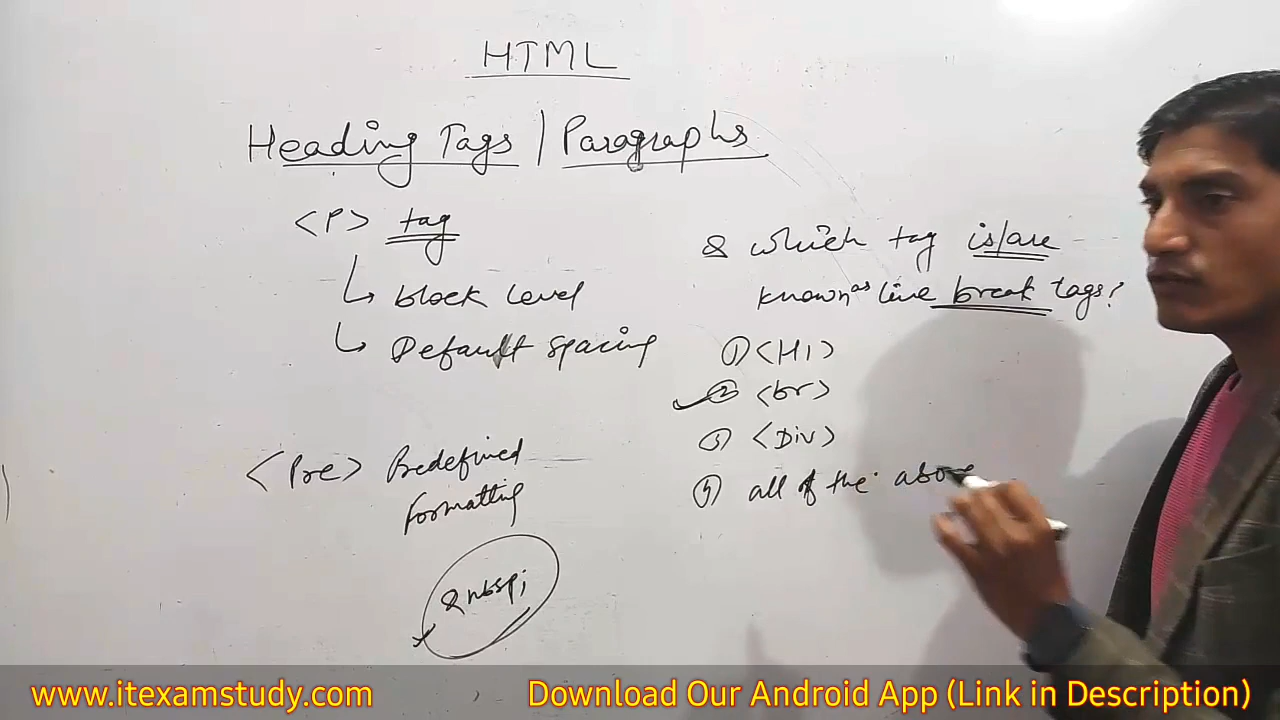 HTML
Heading Tags | Paragraphs
<P> tag
↳ block level
↳ Default spacing
<Pre> Predefined
Formatting
&nbsp;
Q which tag is/are
known as line break tags?
① <H1>
② <br>
③ <Div>
④ all of the above
www.itexamstudy.com
Download Our Android App (Link in Description)